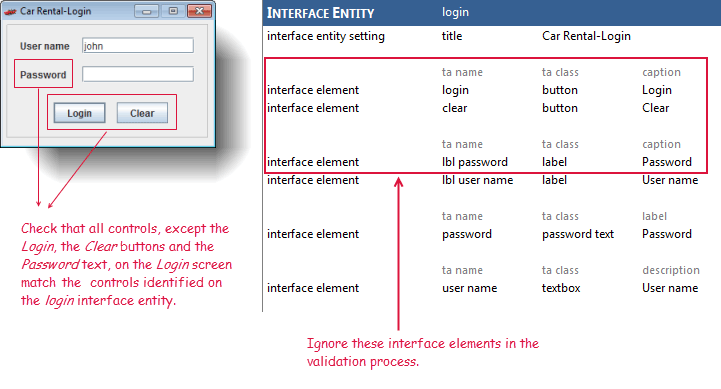 Car Rental-Login
User name
john
Password
Login
Clear
Check that all controls, except the
Login, the Clear buttons and the
Password text, on the Login screen
match the controls identified on
the login interface entity.
INTERFACE ENTITY login
interface entity setting title Car Rental-Login
ta name ta class caption
interface element login button Login
interface element clear button Clear
ta name ta class caption
interface element lbl password label Password
interface element lbl user name label User name
ta name ta class label
interface element password password text Password
ta name ta class description
interface element user name textbox User name
Ignore these interface elements in the
validation process.